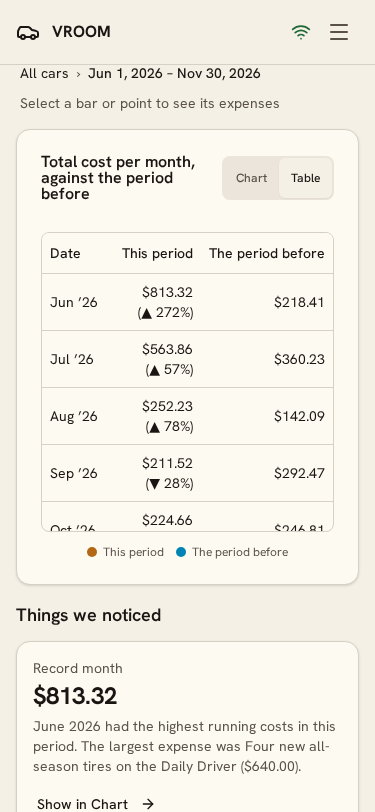 VROOM
All cars › Jun 1, 2026 – Nov 30, 2026
Select a bar or point to see its expenses
Total cost per month,
against the period
before
Chart Table
Date This period The period before
Jun ’26 $813.32 (▲ 272%) $218.41
Jul ’26 $563.86 (▲ 57%) $360.23
Aug ’26 $252.23 (▲ 78%) $142.09
Sep ’26 $211.52 (▼ 28%) $292.47
Oct ’26 $224.66 $246.81
This period The period before
Things we noticed
Record month
$813.32
June 2026 had the highest running costs in this
month. The largest expense was Four new all-
season tires on the Daily Driver ($640.00).
Show in Chart →